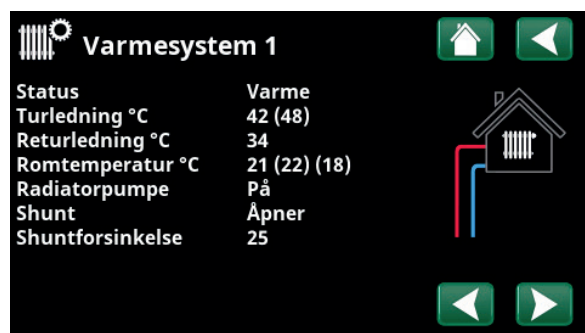 Varmesystem 1
Status Varme
Turledning °C 42 (48)
Returledning °C 34
Romtemperatur °C 21 (22) (18)
Radiatorpumpe På
Shunt Åpner
Shuntforsinkelse 25